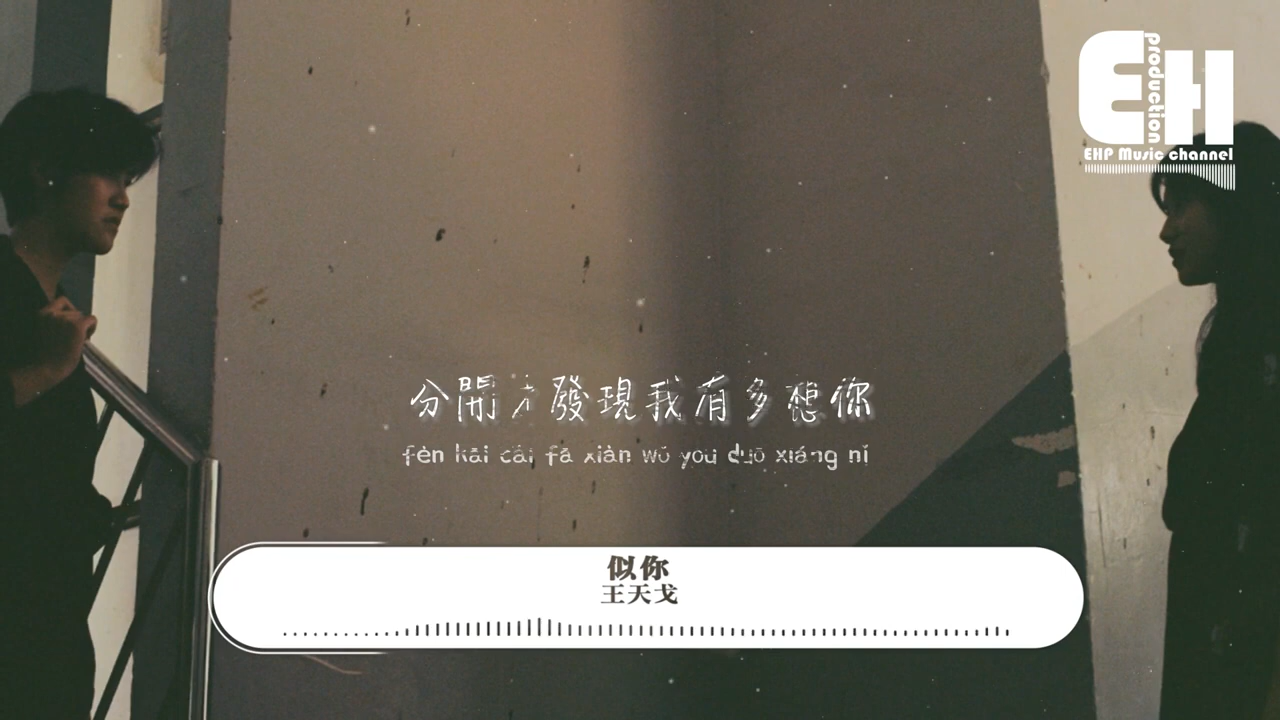 EH
production
EHP Music channel
分開才發現我有多想你
fēn kāi cái fā xiàn wǒ yǒu duō xiǎng nǐ
似你
王天戈